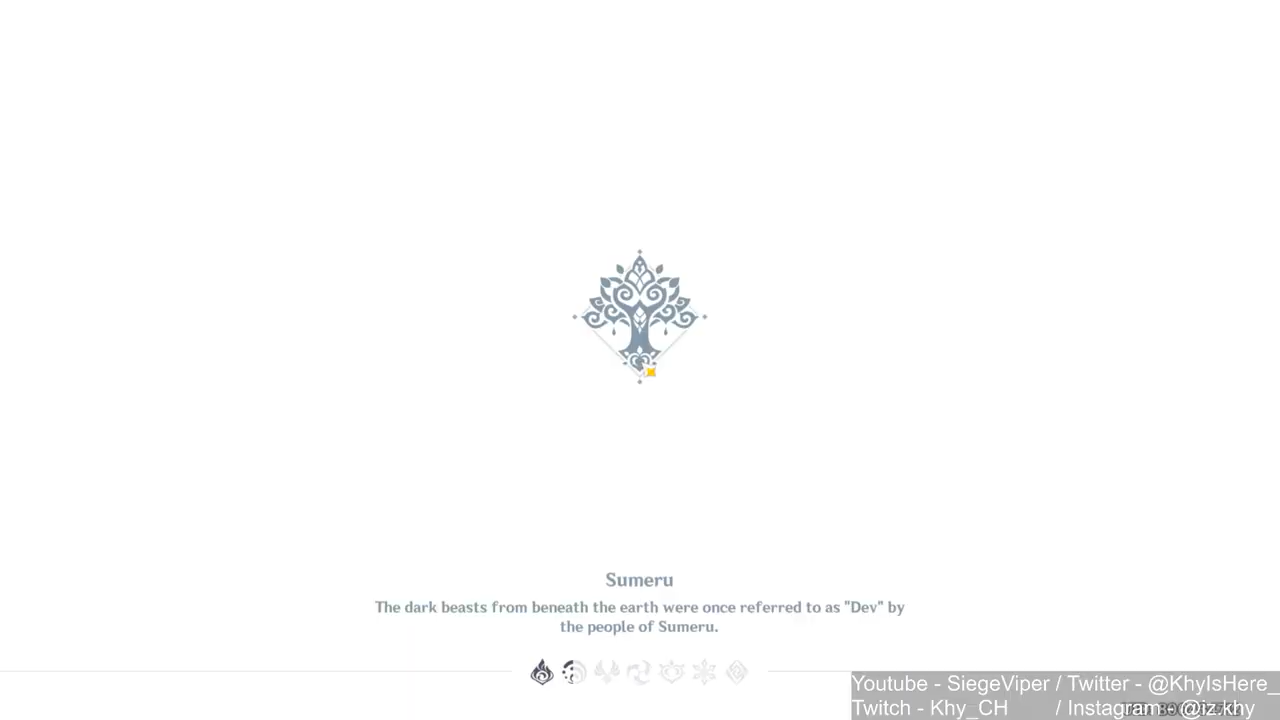 Sumeru
The dark beasts from beneath the earth were once referred to as "Dev" by
the people of Sumeru.
Youtube - SiegeViper / Twitter - @KhyIsHere_
Twitch - Khy_CH / Instagram - @iz.khy